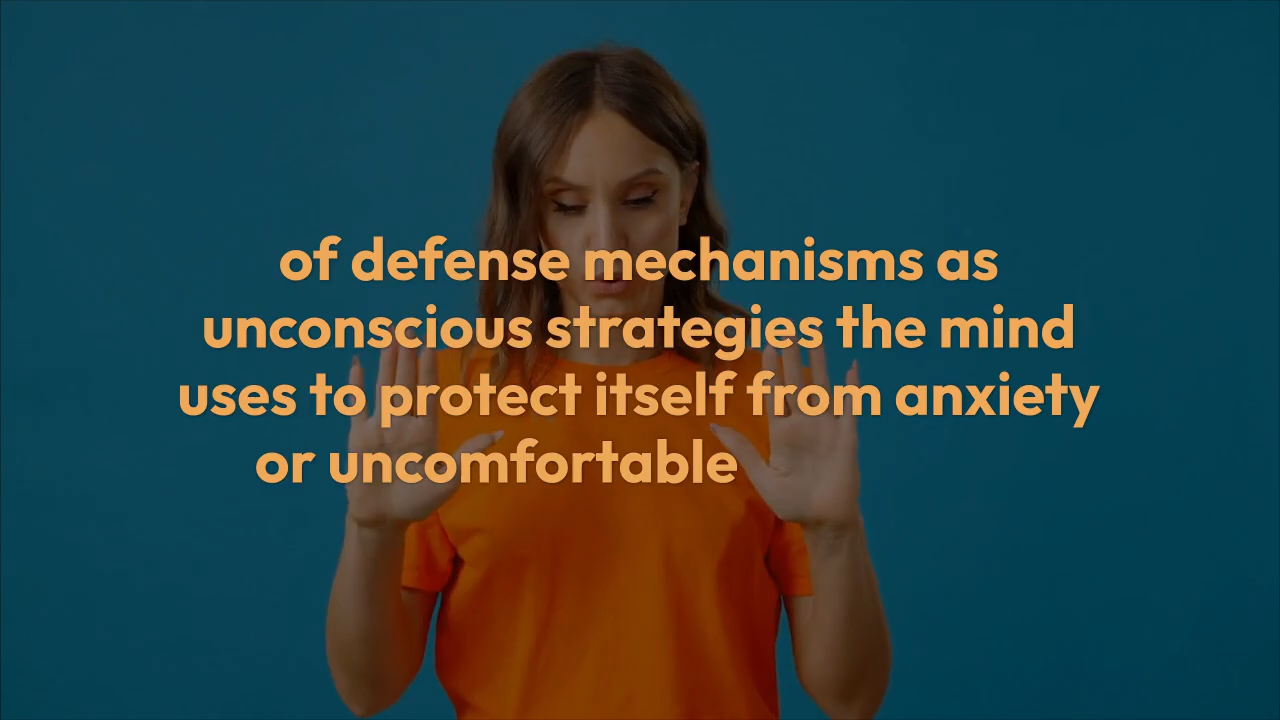 of defense mechanisms as
unconscious strategies the mind
uses to protect itself from anxiety
or uncomfortable